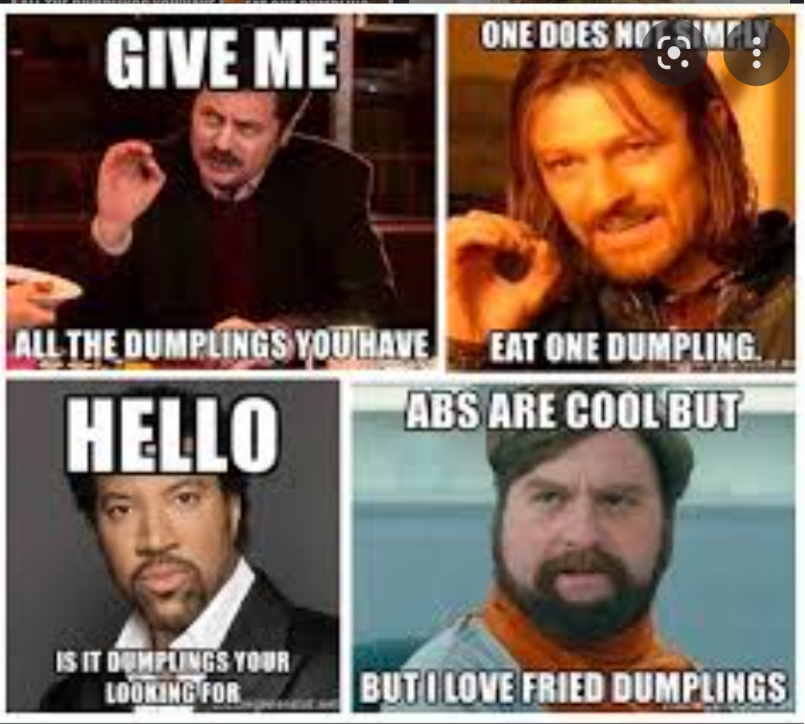 GIVE ME
ALL THE DUMPLINGS YOU HAVE
ONE DOES NOT SIMPLY
EAT ONE DUMPLING.
HELLO
IS IT DUMPLINGS YOUR
LOOKING FOR
ABS ARE COOL BUT
BUT I LOVE FRIED DUMPLINGS